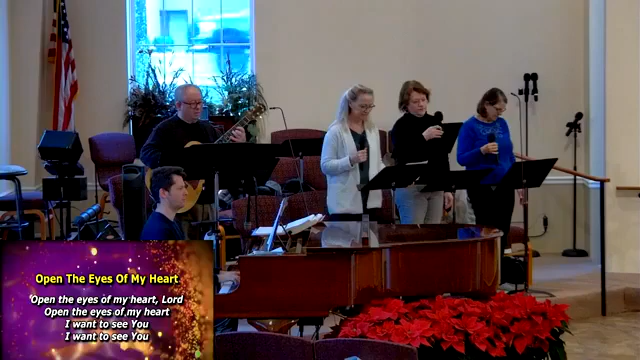 Open The Eyes Of My Heart
Open the eyes of my heart, Lord
Open the eyes of my heart
I want to see You
I want to see You